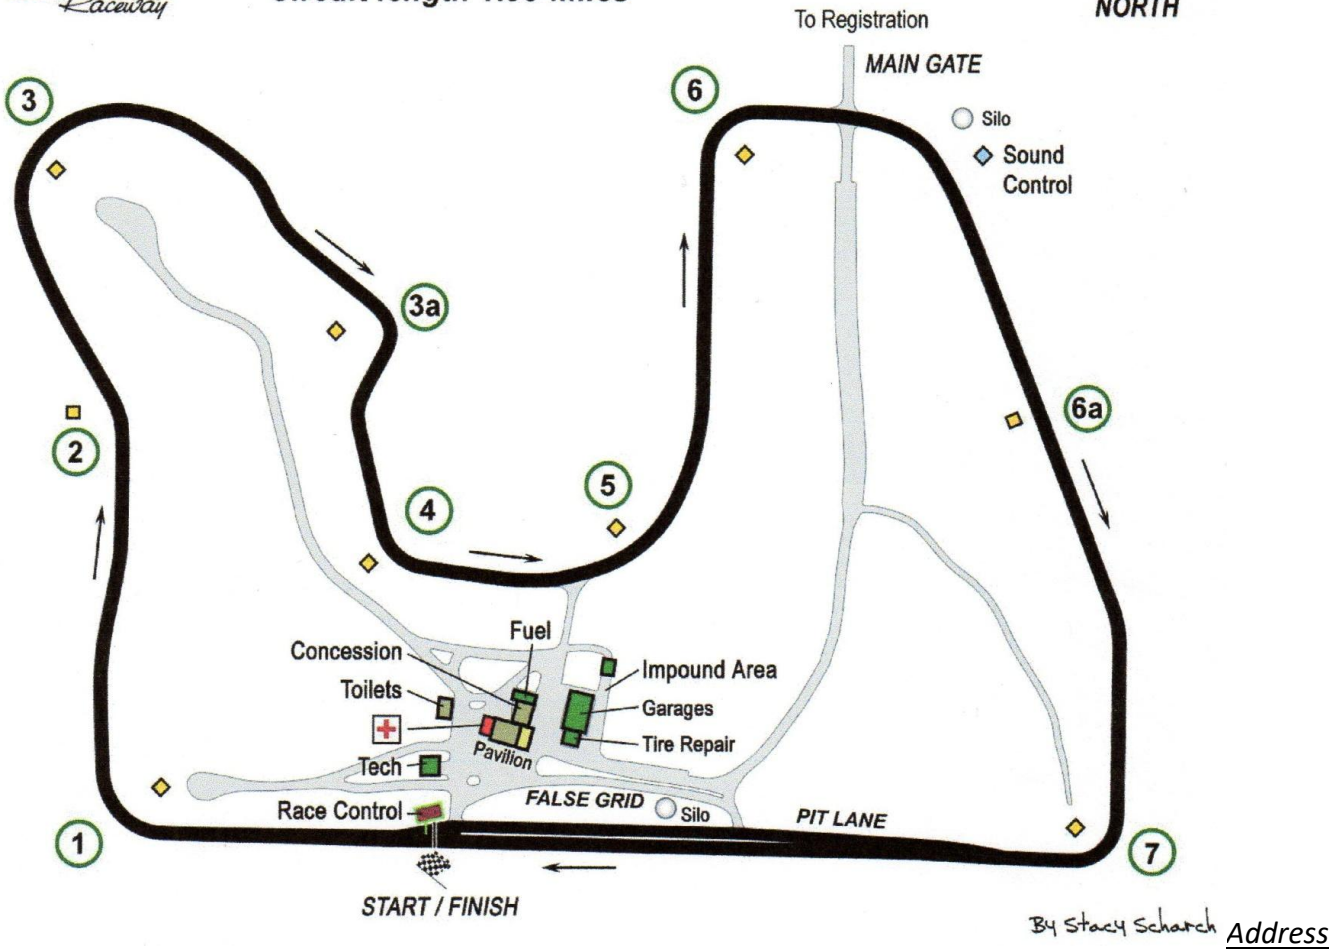 Raceway
NORTH
To Registration
MAIN GATE
6
3
Silo
Sound
Control
3a
6a
2
5
4
Fuel
Concession
Impound Area
Toilets
Garages
Tire Repair
Pavilion
Tech
FALSE GRID
Race Control
Silo
PIT LANE
1
7
START / FINISH
By Stacy Scharch
Address